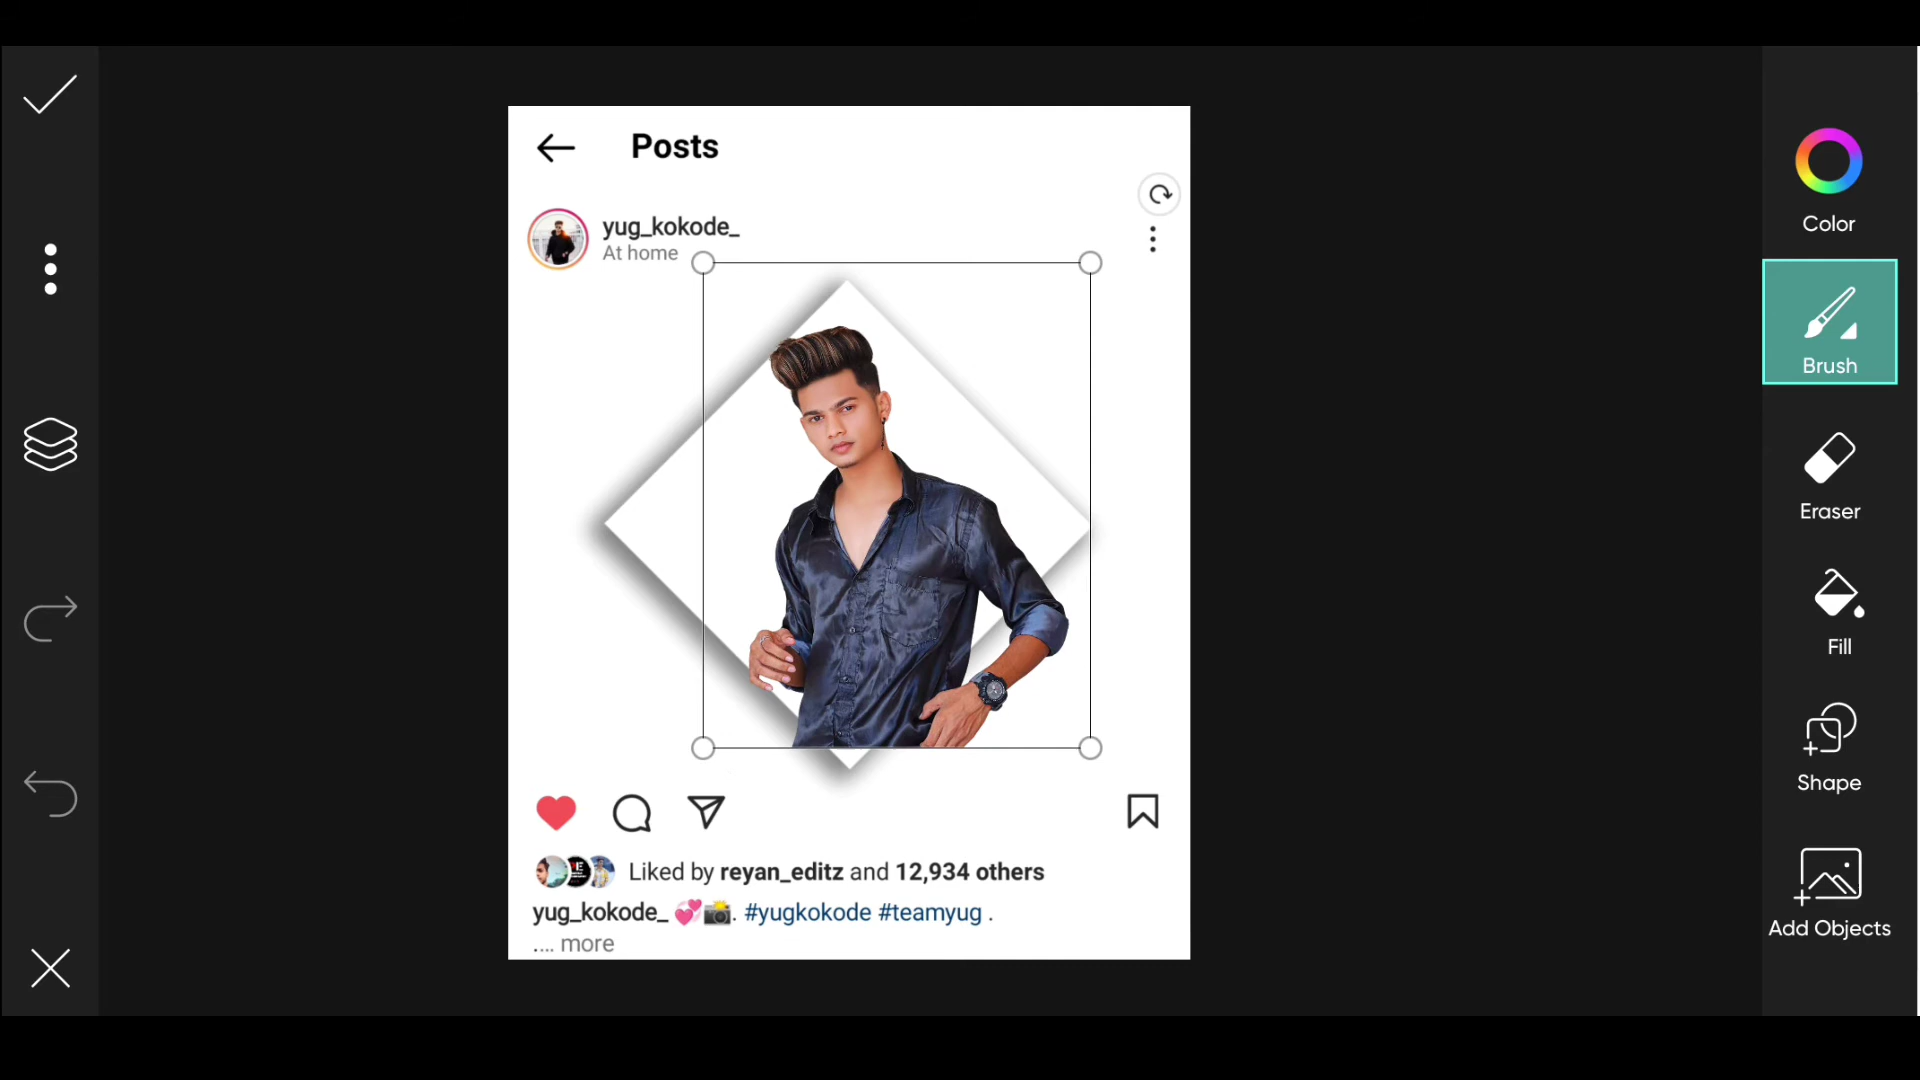 Posts
yug_kokode_
At home
Liked by reyan_editz and 12,934 others
yug_kokode_ 💞📸. #yugkokode #teamyug .
.... more
Color
Brush
Eraser
Fill
Shape
Add Objects